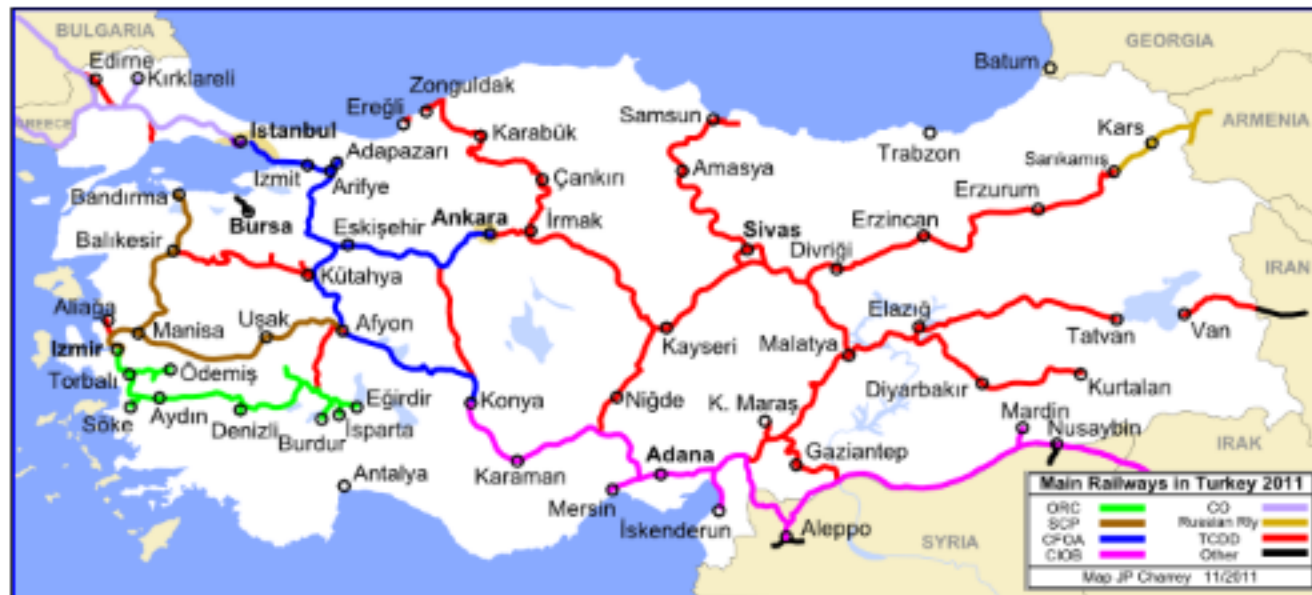 BULGARIA
GEORGIA
Edirne
Kırklareli
Batum
Zonguldak
Ereğli
Samsun
ARMENIA
Istanbul
Karabük
Kars
Adapazarı
Trabzon
Sarıkamış
Izmit
Arifye
Amasya
Bandırma
Çankırı
Erzurum
Bursa
Eskişehir
Ankara
İrmak
Erzincan
Balıkesir
Sivas
Divriği
IRAN
Kütahya
Elazığ
Aliağa
Manisa
Uşak
Afyon
Tatvan
Van
Izmir
Kayseri
Malatya
Torbalı
Ödemiş
Diyarbakır
Kurtalan
Eğirdir
Konya
Niğde
K. Maraş
Mardin
Söke
Aydın
Denizli
Burdur
Isparta
Nusaybin
Gaziantep
IRAK
Antalya
Karaman
Adana
Mersin
İskenderun
Aleppo
SYRIA
Main Railways in Turkey 2011
ORC CO
SCP Russian Rly
CFOA TCDD
CIOB Other
Map JP Charrey 11/2011